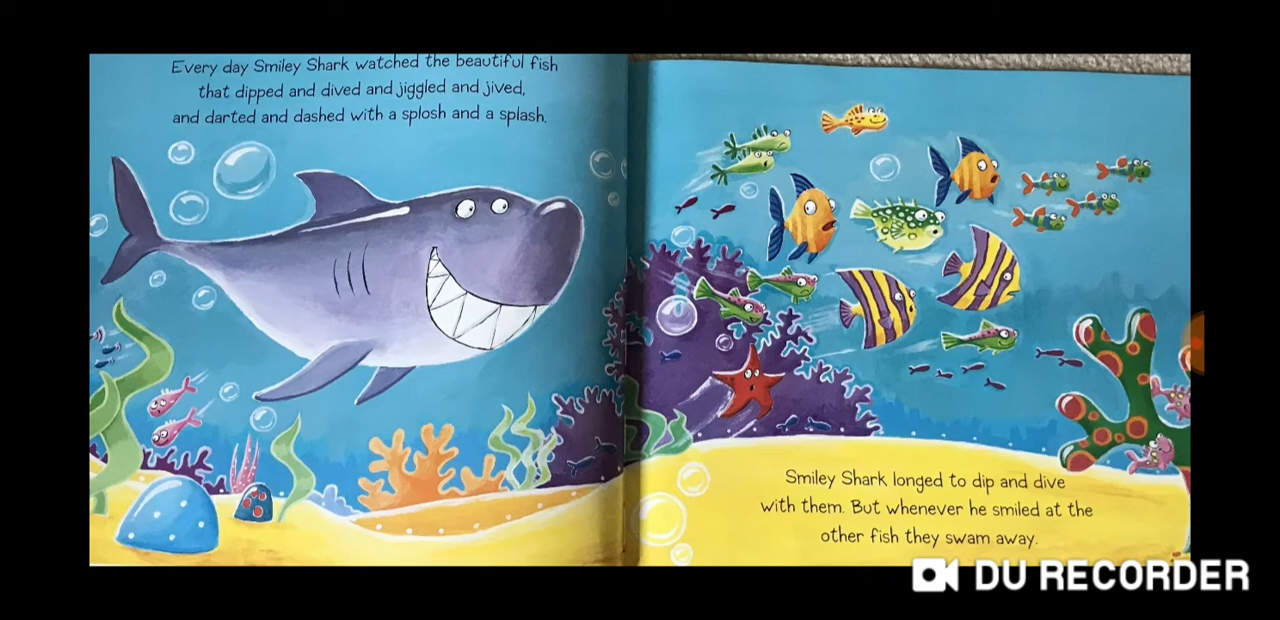 Every day Smiley Shark watched the beautiful fish
that dipped and dived and jiggled and jived,
and darted and dashed with a splosh and a splash.
Smiley Shark longed to dip and dive
with them. But whenever he smiled at the
other fish they swam away.
DU RECORDER